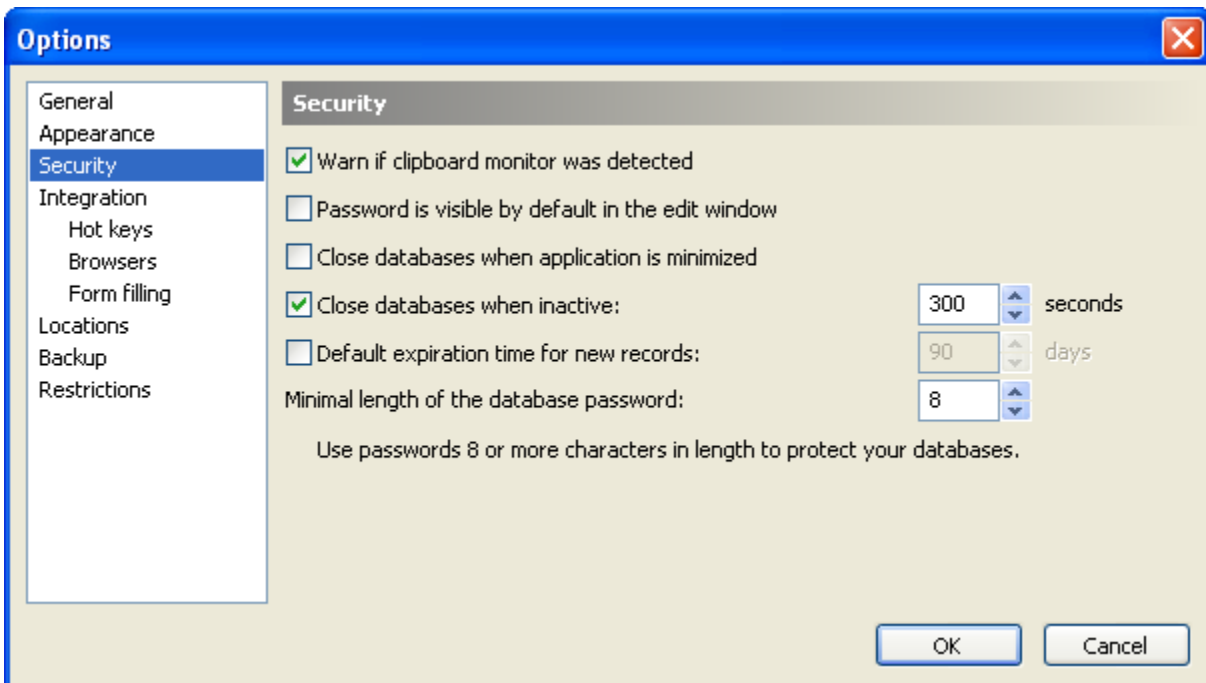 Options
General
Appearance
Security
Integration
Hot keys
Browsers
Form filling
Locations
Backup
Restrictions
Security
Warn if clipboard monitor was detected
Password is visible by default in the edit window
Close databases when application is minimized
Close databases when inactive: 300 seconds
Default expiration time for new records: 90 days
Minimal length of the database password: 8
Use passwords 8 or more characters in length to protect your databases.
OK Cancel